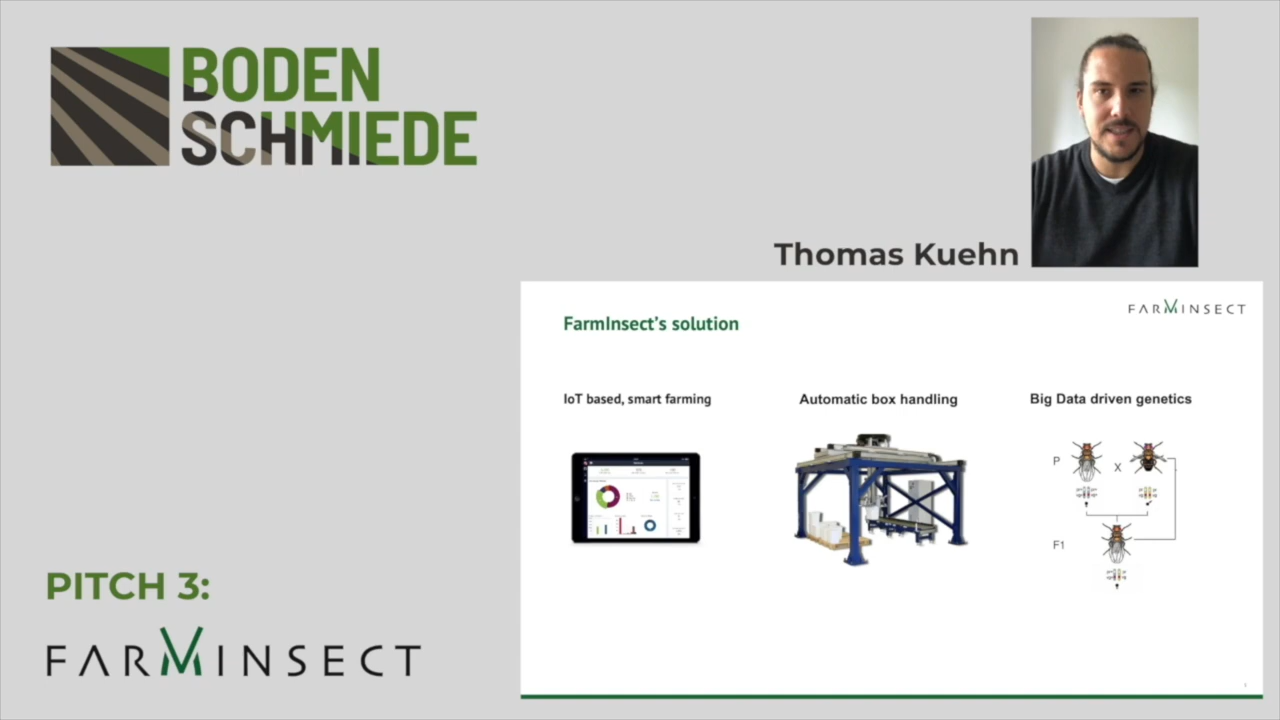 BODEN
SCHMIEDE
Thomas Kuehn
FARMINSECT
FarmInsect's solution
IoT based, smart farming
Automatic box handling
Big Data driven genetics
P
X
F1
PITCH 3:
FARMINSECT